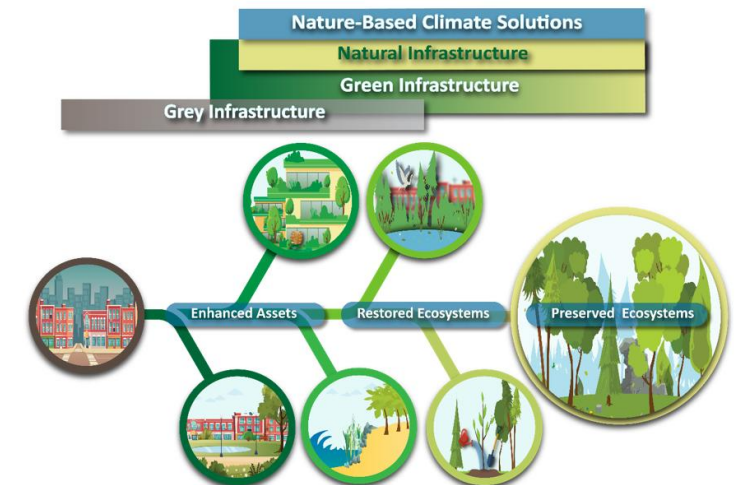 Nature-Based Climate Solutions
Natural Infrastructure
Green Infrastructure
Grey Infrastructure
Enhanced Assets
Restored Ecosystems
Preserved Ecosystems